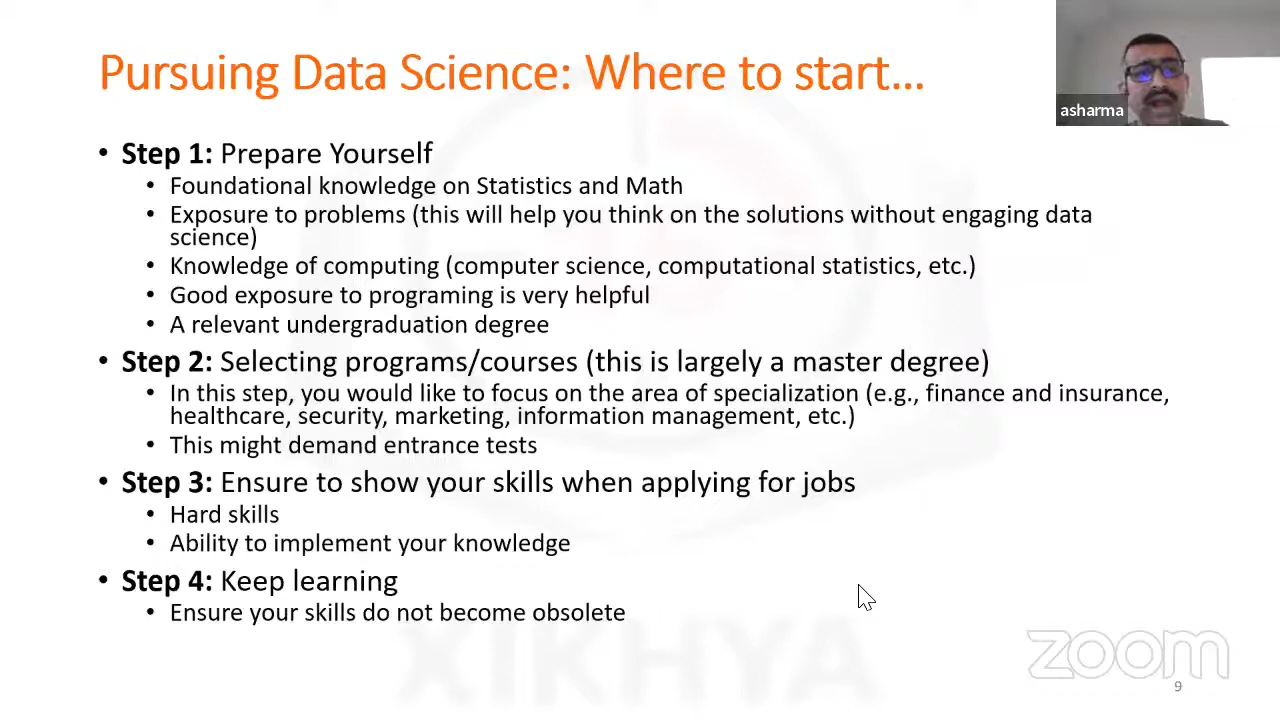 Pursuing Data Science: Where to start...
asharma
• Step 1: Prepare Yourself
• Foundational knowledge on Statistics and Math
• Exposure to problems (this will help you think on the solutions without engaging data
science)
• Knowledge of computing (computer science, computational statistics, etc.)
• Good exposure to programing is very helpful
• A relevant undergraduation degree
• Step 2: Selecting programs/courses (this is largely a master degree)
• In this step, you would like to focus on the area of specialization (e.g., finance and insurance,
healthcare, security, marketing, information management, etc.)
• This might demand entrance tests
• Step 3: Ensure to show your skills when applying for jobs
• Hard skills
• Ability to implement your knowledge
• Step 4: Keep learning
• Ensure your skills do not become obsolete
XIKHYA
zoom
9